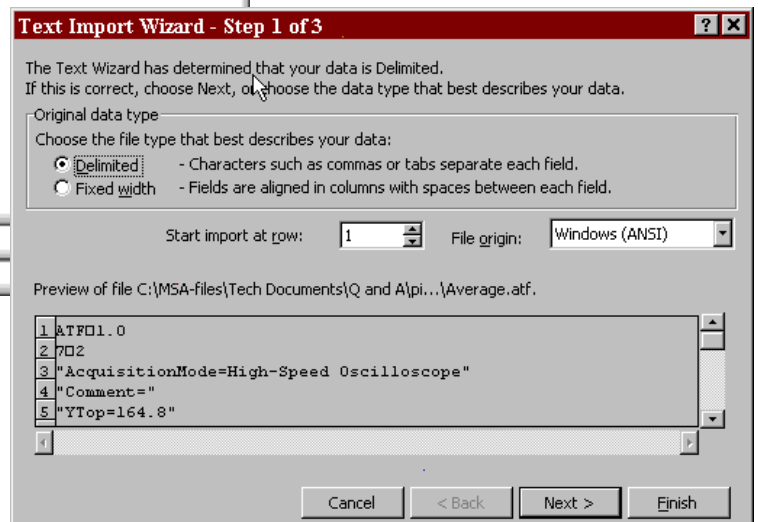 Text Import Wizard - Step 1 of 3
The Text Wizard has determined that your data is Delimited.
If this is correct, choose Next, or choose the data type that best describes your data.
Original data type
Choose the file type that best describes your data:
Delimited - Characters such as commas or tabs separate each field.
Fixed width - Fields are aligned in columns with spaces between each field.
Start import at row: 1 File origin: Windows (ANSI)
Preview of file C:\MSA-files\Tech Documents\Q and A\pi...\Average.atf.
1 ATF□1.0
2 7□2
3 "AcquisitionMode=High-Speed Oscilloscope"
4 "Comment="
5 "YTop=164.8"
Cancel < Back Next > Finish